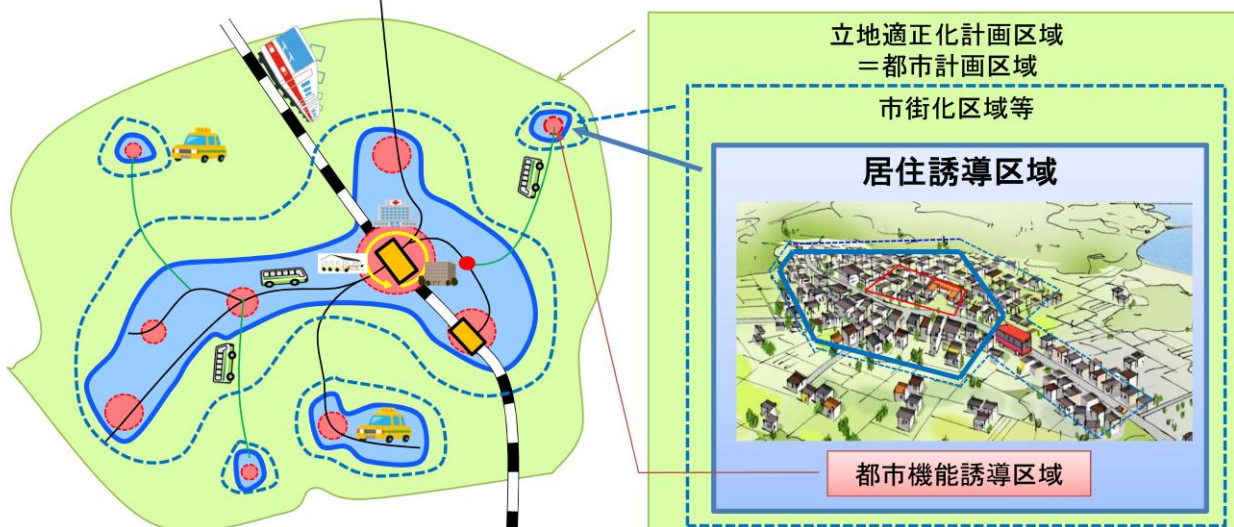 立地適正化計画区域
＝都市計画区域
市街化区域等
居住誘導区域
都市機能誘導区域